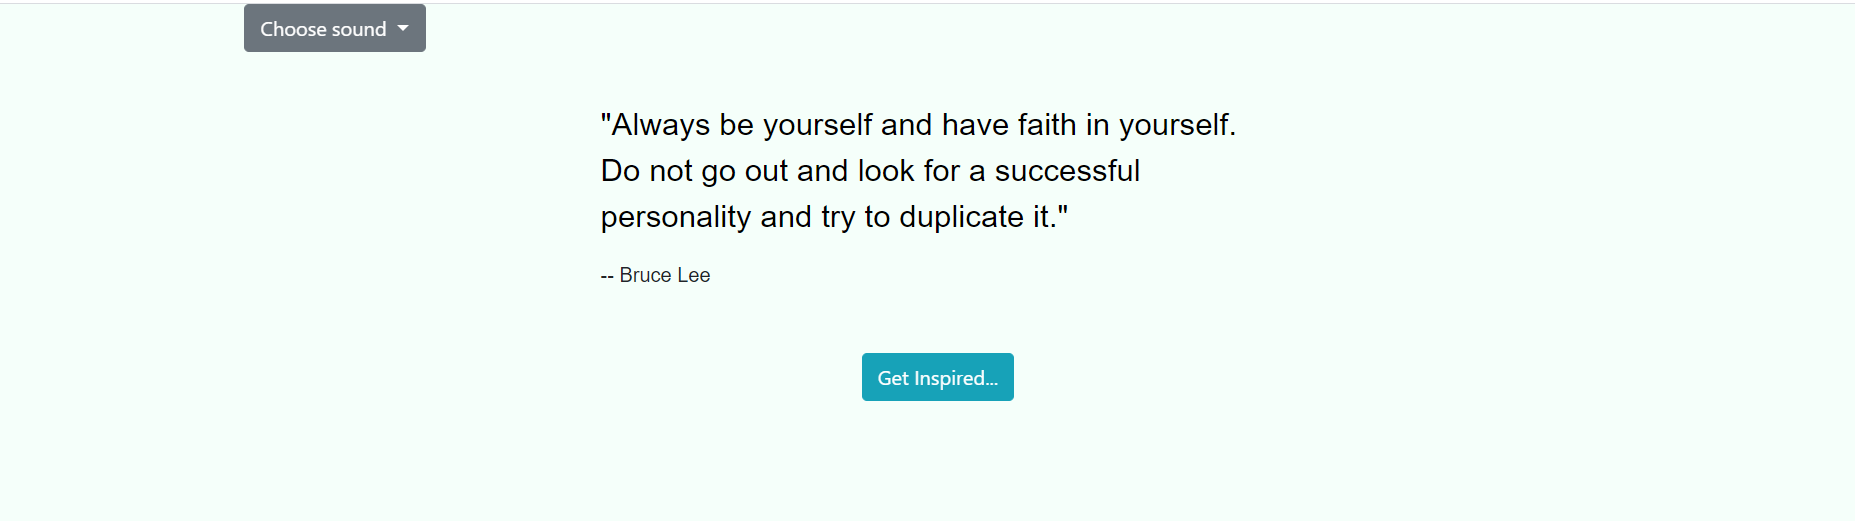 Choose sound
"Always be yourself and have faith in yourself.
Do not go out and look for a successful
personality and try to duplicate it."
-- Bruce Lee
Get Inspired...